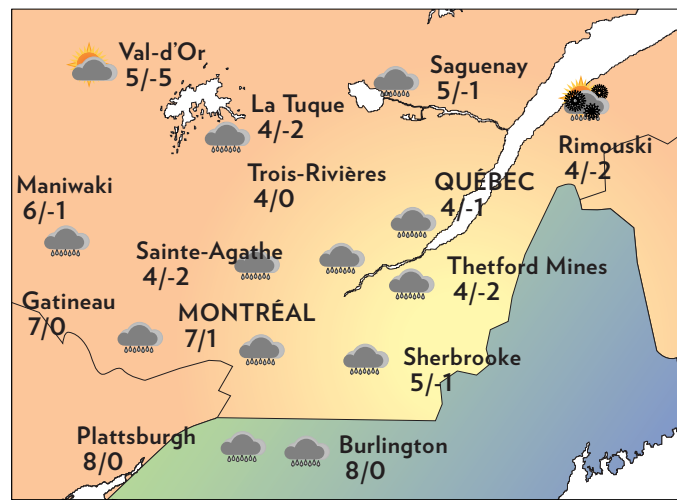 Val-d'Or
5/-5
Saguenay
5/-1
La Tuque
4/-2
Rimouski
4/-2
Trois-Rivières
4/0
Maniwaki
6/-1
QUÉBEC
4/-1
Sainte-Agathe
4/-2
Thetford Mines
4/-2
Gatineau
7/0
MONTRÉAL
7/1
Sherbrooke
5/-1
Plattsburgh
8/0
Burlington
8/0